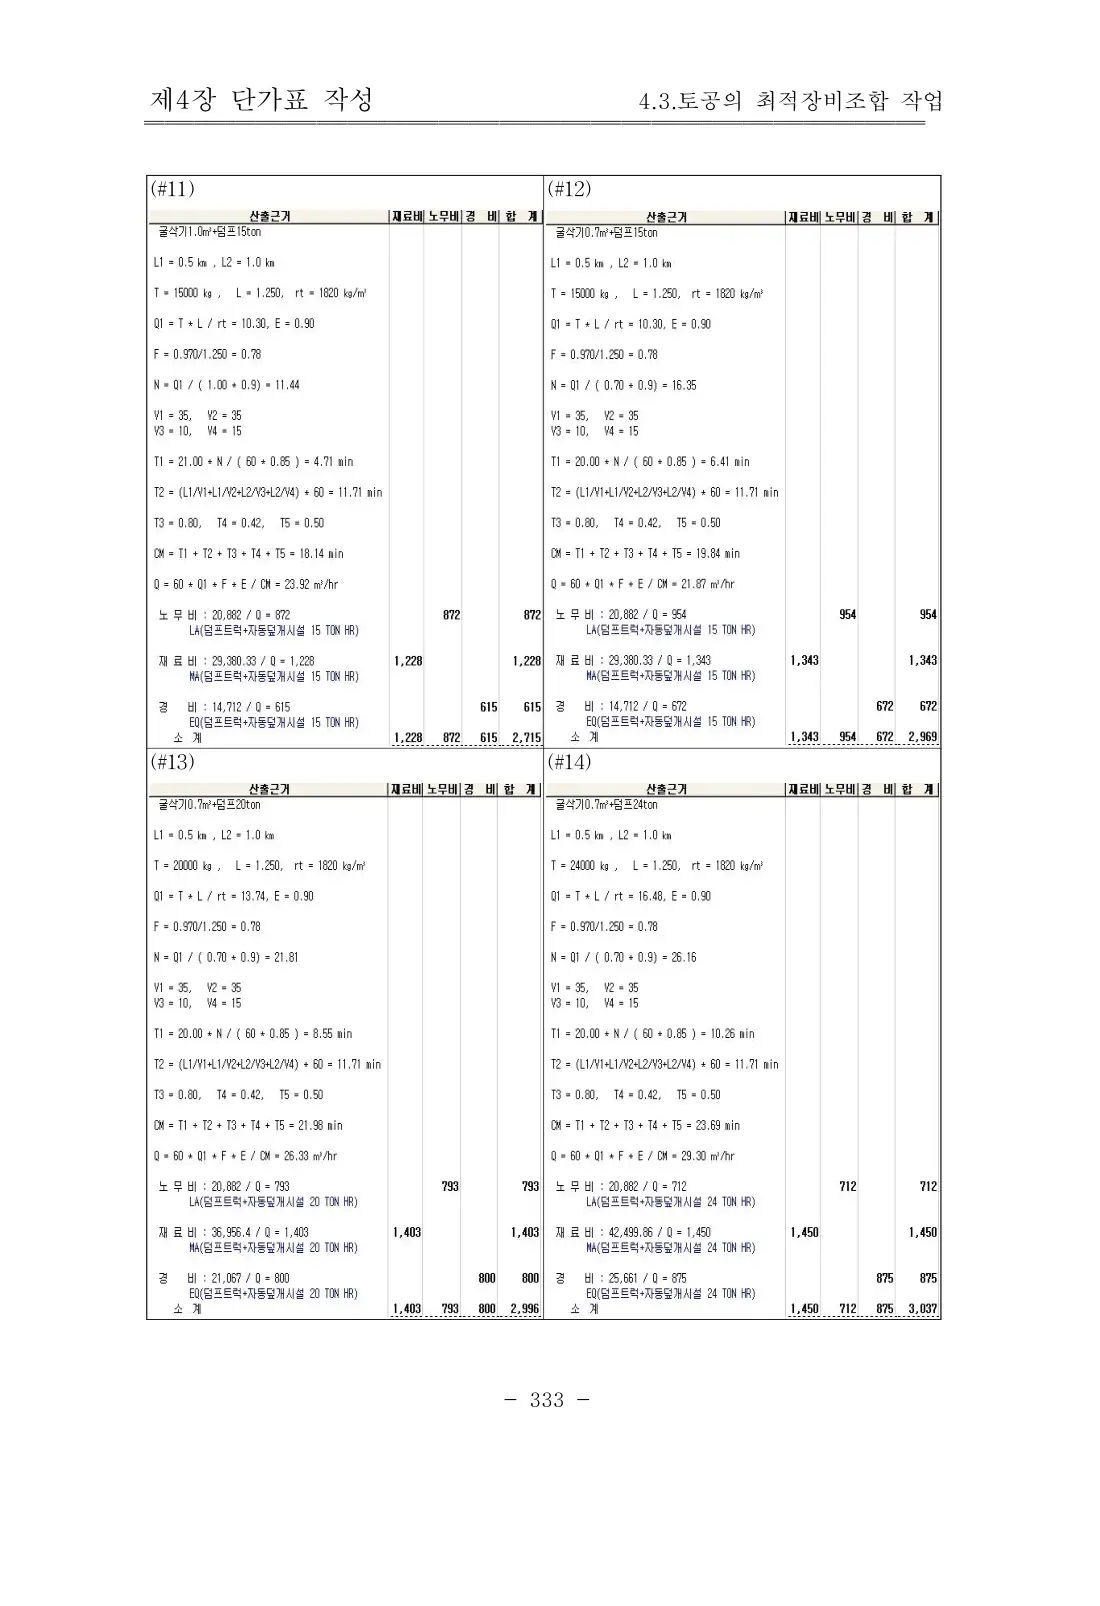 제4장 단가표 작성 4.3.토공의 최적장비조합 작업
(#11)
산출근거 재료비 노무비 경 비 합 계
굴삭기1.0㎥+덤프15ton
L1 = 0.5 ㎞ , L2 = 1.0 ㎞
T = 15000 ㎏ , L = 1.250, rt = 1820 ㎏/㎥
Q1 = T * L / rt = 10.30, E = 0.90
F = 0.970/1.250 = 0.78
N = Q1 / ( 1.00 * 0.9) = 11.44
V1 = 35, V2 = 35
V3 = 10, V4 = 15
T1 = 21.00 * N / ( 60 * 0.85 ) = 4.71 min
T2 = (L1/V1+L1/V2+L2/V3+L2/V4) * 60 = 11.71 min
T3 = 0.80, T4 = 0.42, T5 = 0.50
CM = T1 + T2 + T3 + T4 + T5 = 18.14 min
Q = 60 * Q1 * F * E / CM = 23.92 ㎥/hr
노 무 비 : 20,882 / Q = 872 872 872
LA(덤프트럭+자동덮개시설 15 TON HR)
재 료 비 : 29,380.33 / Q = 1,228 1,228 1,228
MA(덤프트럭+자동덮개시설 15 TON HR)
경 비 : 14,712 / Q = 615 615 615
EQ(덤프트럭+자동덮개시설 15 TON HR)
소 계 1,228 872 615 2,715
(#12)
산출근거 재료비 노무비 경 비 합 계
굴삭기0.7㎥+덤프15ton
L1 = 0.5 ㎞ , L2 = 1.0 ㎞
T = 15000 ㎏ , L = 1.250, rt = 1820 ㎏/㎥
Q1 = T * L / rt = 10.30, E = 0.90
F = 0.970/1.250 = 0.78
N = Q1 / ( 0.70 * 0.9) = 16.35
V1 = 35, V2 = 35
V3 = 10, V4 = 15
T1 = 20.00 * N / ( 60 * 0.85 ) = 6.41 min
T2 = (L1/V1+L1/V2+L2/V3+L2/V4) * 60 = 11.71 min
T3 = 0.80, T4 = 0.42, T5 = 0.50
CM = T1 + T2 + T3 + T4 + T5 = 19.84 min
Q = 60 * Q1 * F * E / CM = 21.87 ㎥/hr
노 무 비 : 20,882 / Q = 954 954 954
LA(덤프트럭+자동덮개시설 15 TON HR)
재 료 비 : 29,380.33 / Q = 1,343 1,343 1,343
MA(덤프트럭+자동덮개시설 15 TON HR)
경 비 : 14,712 / Q = 672 672 672
EQ(덤프트럭+자동덮개시설 15 TON HR)
소 계 1,343 954 672 2,969
(#13)
산출근거 재료비 노무비 경 비 합 계
굴삭기0.7㎥+덤프20ton
L1 = 0.5 ㎞ , L2 = 1.0 ㎞
T = 20000 ㎏ , L = 1.250, rt = 1820 ㎏/㎥
Q1 = T * L / rt = 13.74, E = 0.90
F = 0.970/1.250 = 0.78
N = Q1 / ( 0.70 * 0.9) = 21.81
V1 = 35, V2 = 35
V3 = 10, V4 = 15
T1 = 20.00 * N / ( 60 * 0.85 ) = 8.55 min
T2 = (L1/V1+L1/V2+L2/V3+L2/V4) * 60 = 11.71 min
T3 = 0.80, T4 = 0.42, T5 = 0.50
CM = T1 + T2 + T3 + T4 + T5 = 21.98 min
Q = 60 * Q1 * F * E / CM = 26.33 ㎥/hr
노 무 비 : 20,882 / Q = 793 793 793
LA(덤프트럭+자동덮개시설 20 TON HR)
재 료 비 : 36,956.4 / Q = 1,403 1,403 1,403
MA(덤프트럭+자동덮개시설 20 TON HR)
경 비 : 21,067 / Q = 800 800 800
EQ(덤프트럭+자동덮개시설 20 TON HR)
소 계 1,403 793 800 2,996
(#14)
산출근거 재료비 노무비 경 비 합 계
굴삭기0.7㎥+덤프24ton
L1 = 0.5 ㎞ , L2 = 1.0 ㎞
T = 24000 ㎏ , L = 1.250, rt = 1820 ㎏/㎥
Q1 = T * L / rt = 16.48, E = 0.90
F = 0.970/1.250 = 0.78
N = Q1 / ( 0.70 * 0.9) = 26.16
V1 = 35, V2 = 35
V3 = 10, V4 = 15
T1 = 20.00 * N / ( 60 * 0.85 ) = 10.26 min
T2 = (L1/V1+L1/V2+L2/V3+L2/V4) * 60 = 11.71 min
T3 = 0.80, T4 = 0.42, T5 = 0.50
CM = T1 + T2 + T3 + T4 + T5 = 23.69 min
Q = 60 * Q1 * F * E / CM = 29.30 ㎥/hr
노 무 비 : 20,882 / Q = 712 712 712
LA(덤프트럭+자동덮개시설 24 TON HR)
재 료 비 : 42,499.86 / Q = 1,450 1,450 1,450
MA(덤프트럭+자동덮개시설 24 TON HR)
경 비 : 25,661 / Q = 875 875 875
EQ(덤프트럭+자동덮개시설 24 TON HR)
소 계 1,450 712 875 3,037
- 333 -